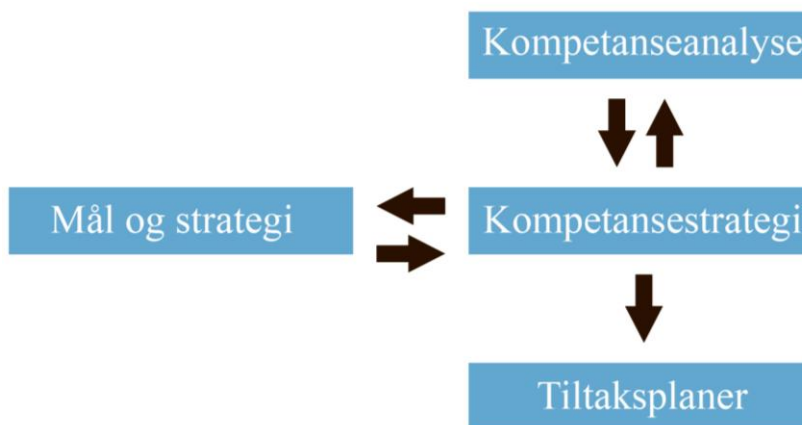 Kompetanseanalyse
Mål og strategi
Kompetansestrategi
Tiltaksplaner